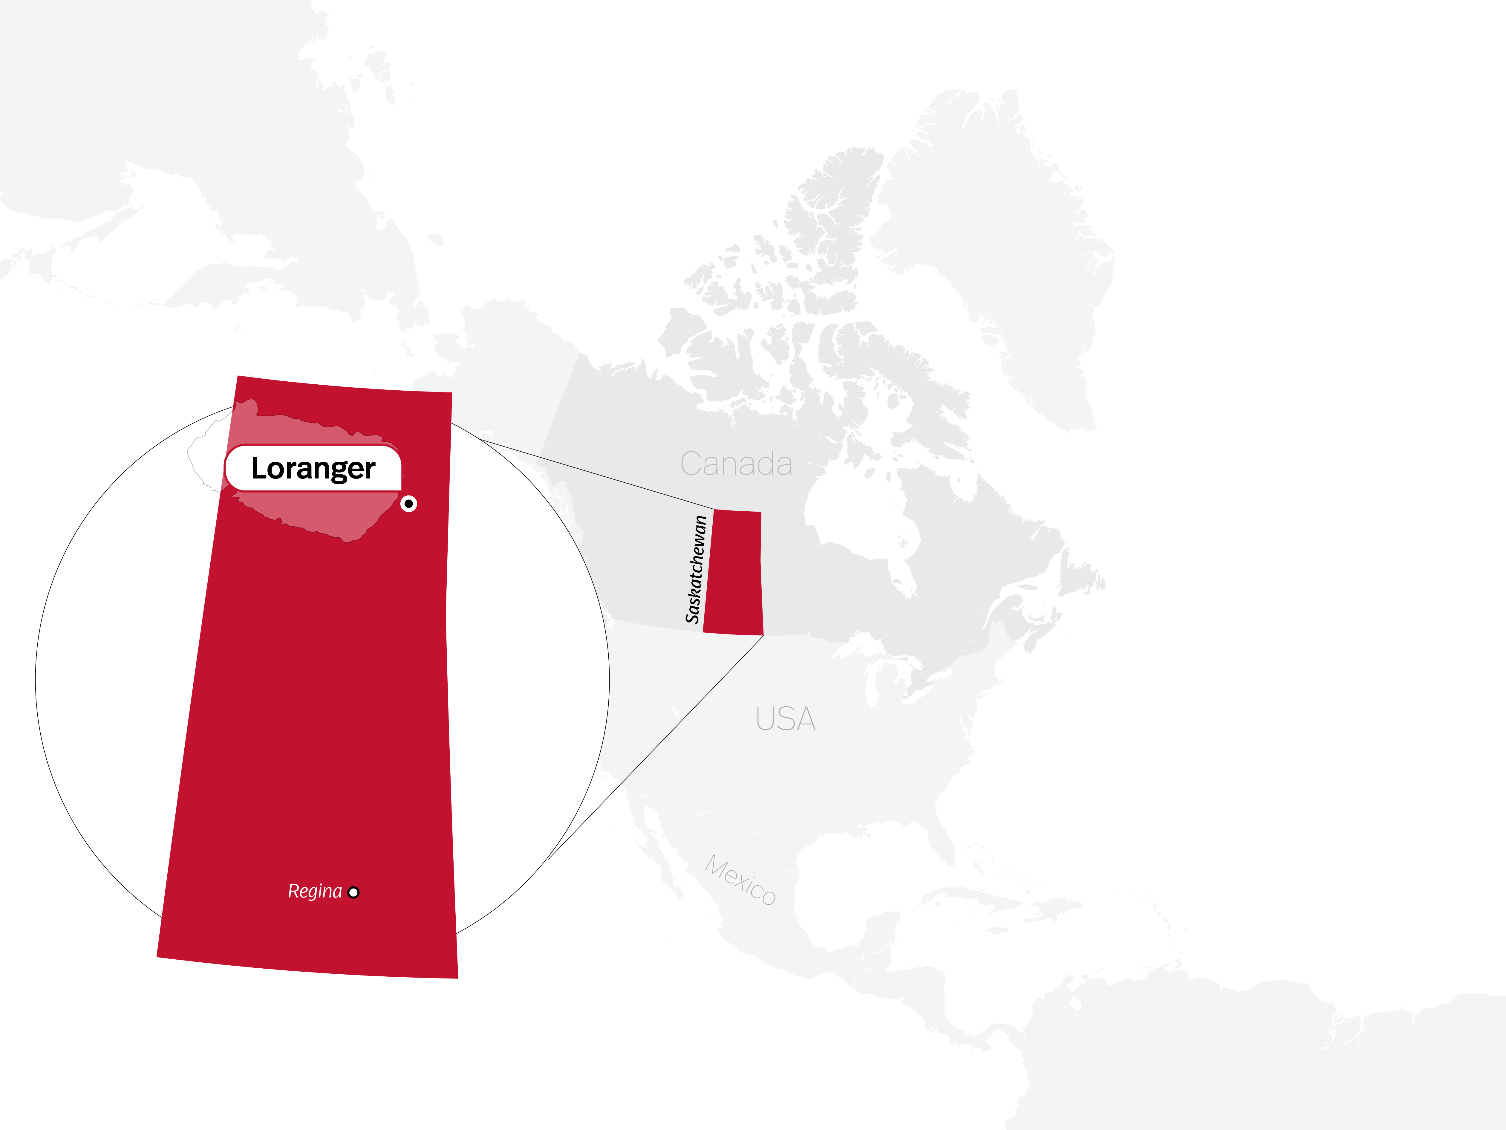 Canada
Loranger
Saskatchewan
USA
Mexico
Regina